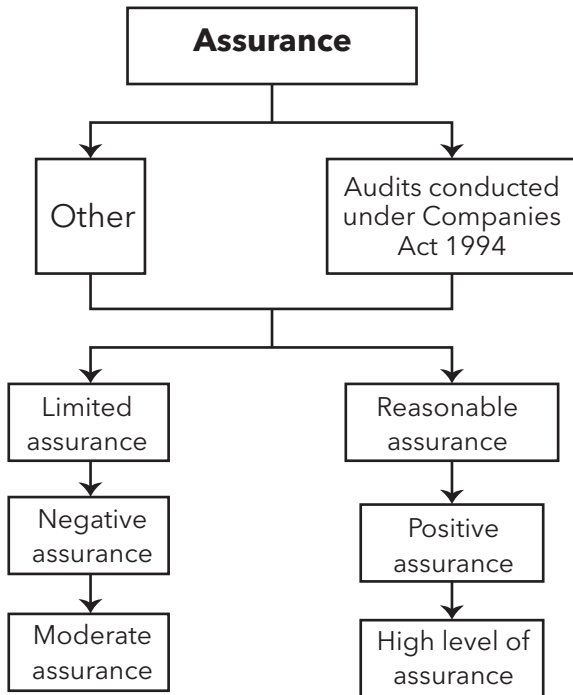 Assurance
Other
Audits conducted
under Companies
Act 1994
Limited
assurance
Reasonable
assurance
Negative
assurance
Positive
assurance
Moderate
assurance
High level of
assurance